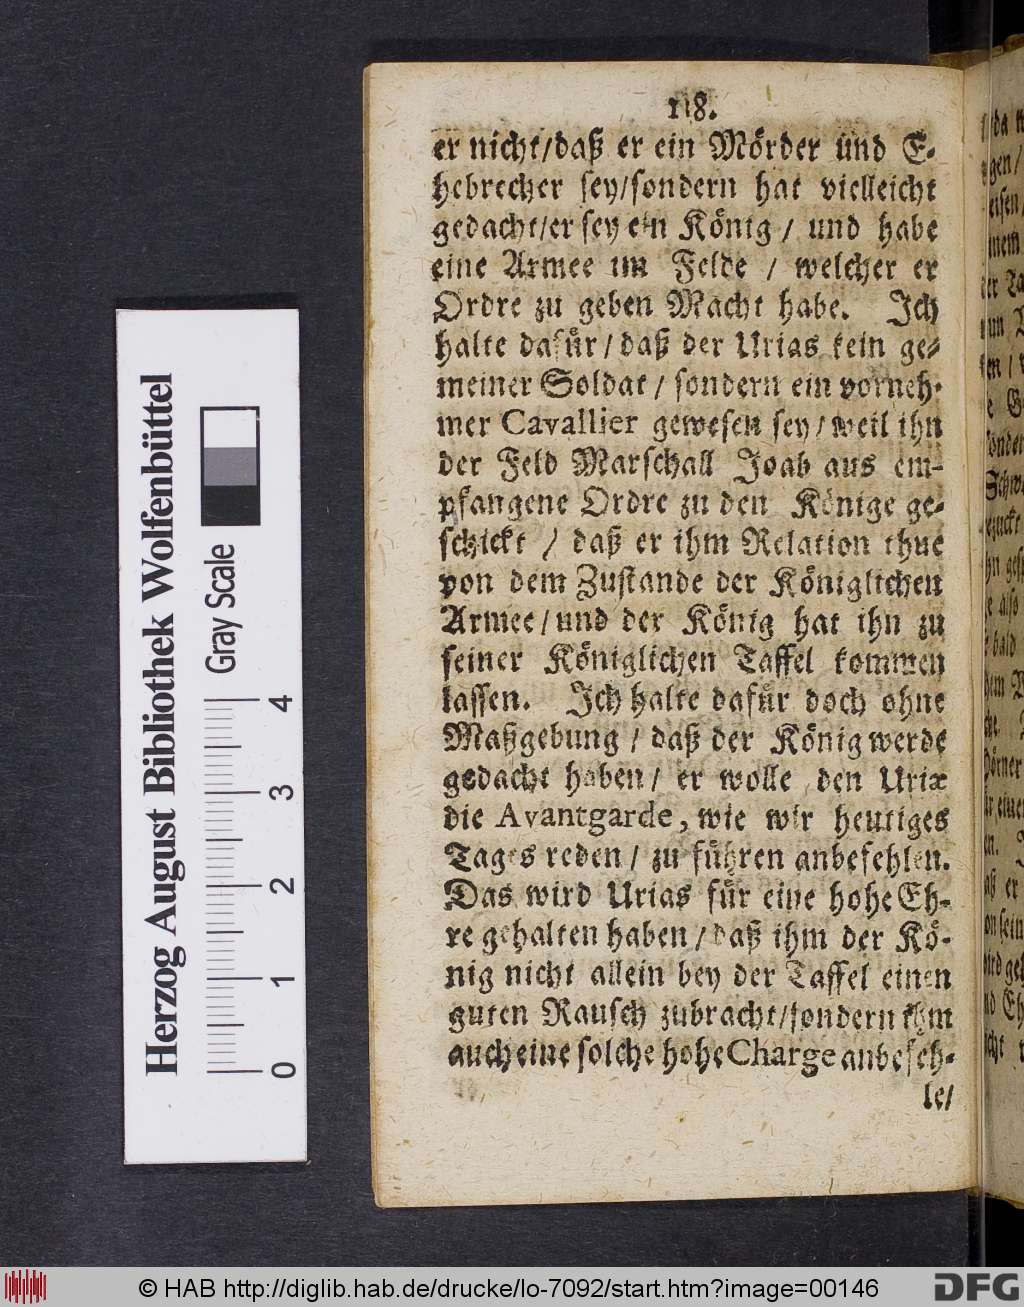 118.
er nicht/daß er ein Mörder und E-
hebrecher sey/sondern hat vielleicht
gedacht/er sey ein König / und habe
eine Armee im Felde / welcher er
Ordre zu geben Macht habe. Ich
halte dafür / daß der Urias kein ge-
meiner Soldat / sondern ein vorneh-
mer Cavallier gewesen sey / weil ihn
der Feld Marschall Joab aus em-
pfangene Ordre zu den Könige ge-
schickt / daß er ihm Relation thue
von dem Zustande der Königlichen
Armee / und der König hat ihn zu
seiner Königlichen Taffel kommen
lassen. Ich halte dafür doch ohne
Maßgebung / daß der König werde
gedacht haben / er wolle den Uriæ
die Avantgarde, wie wir heutiges
Tages reden / zu führen anbefehlen.
Das wird Urias für eine hohe Eh-
re gehalten haben / daß ihm der Kö-
nig nicht allein bey der Taffel einen
guten Rausch zubracht/sondern ihm
auch eine solche hohe Charge anbefeh-
le/
Herzog August Bibliothek Wolfenbüttel
Gray Scale
0 1 2 3 4
© HAB http://diglib.hab.de/drucke/lo-7092/start.htm?image=00146
DFG